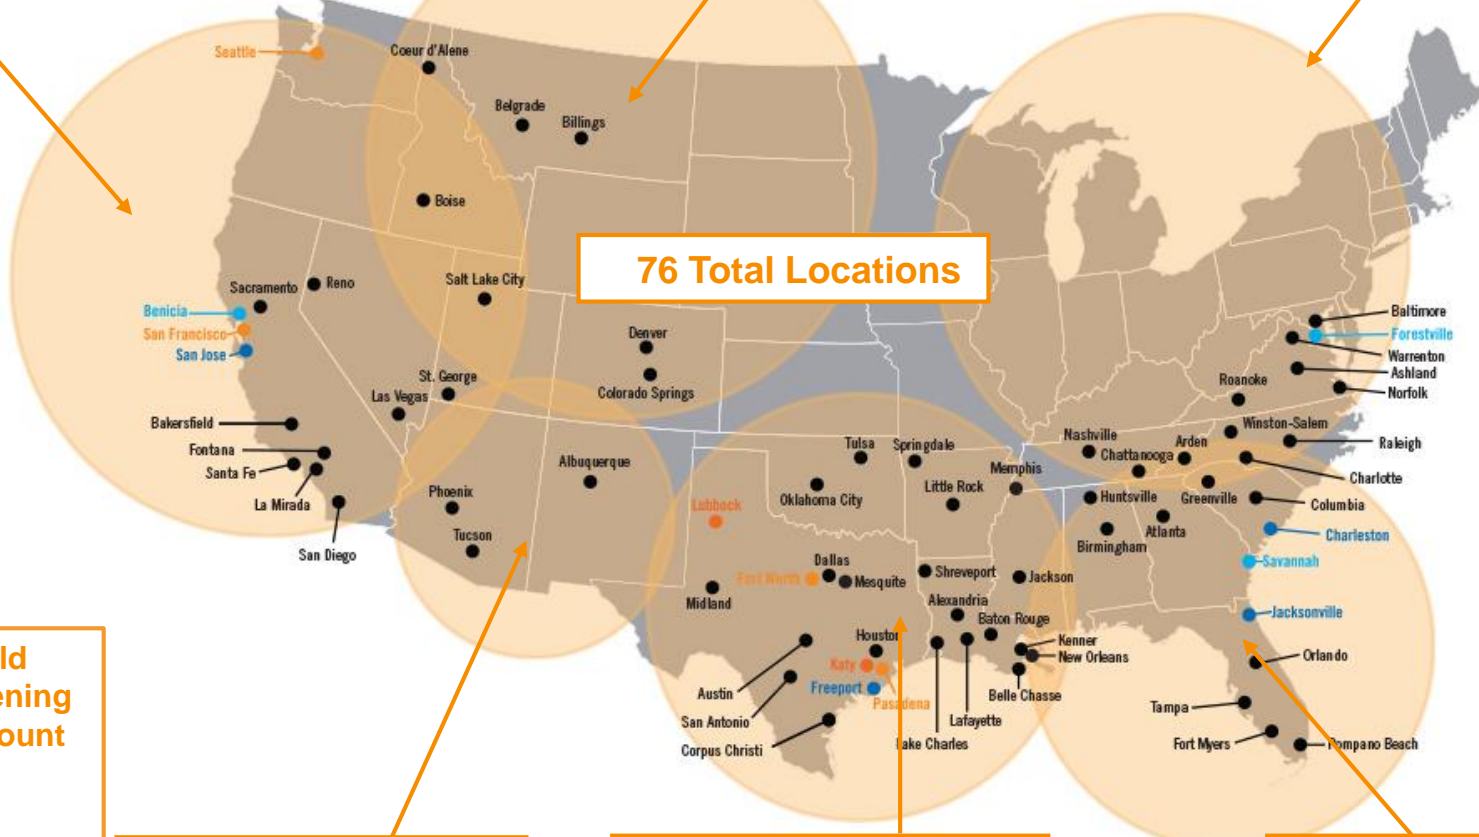 Seattle
Coeur d'Alene
Belgrade
Billings
Boise
76 Total Locations
Salt Lake City
Sacramento
Reno
Benicia
San Francisco
San Jose
Denver
Colorado Springs
St. George
Las Vegas
Bakersfield
Fontana
Santa Fe
La Mirada
San Diego
Phoenix
Tucson
Albuquerque
Baltimore
Forestville
Warrenton
Ashland
Norfolk
Roanoke
Winston-Salem
Raleigh
Charlotte
Nashville
Chattanooga
Arden
Tulsa
Springdale
Memphis
Oklahoma City
Little Rock
Huntsville
Greenville
Columbia
Lubbock
Birmingham
Atlanta
Charleston
Savannah
Dallas
Fort Worth
Mesquite
Shreveport
Jackson
Midland
Alexandria
Baton Rouge
Jacksonville
Houston
Kenner
New Orleans
Katy
Orlando
Austin
Freeport
Pasadena
Belle Chasse
San Antonio
Lafayette
Tampa
Corpus Christi
Lake Charles
Fort Myers
Pompano Beach
ld
ening
ount